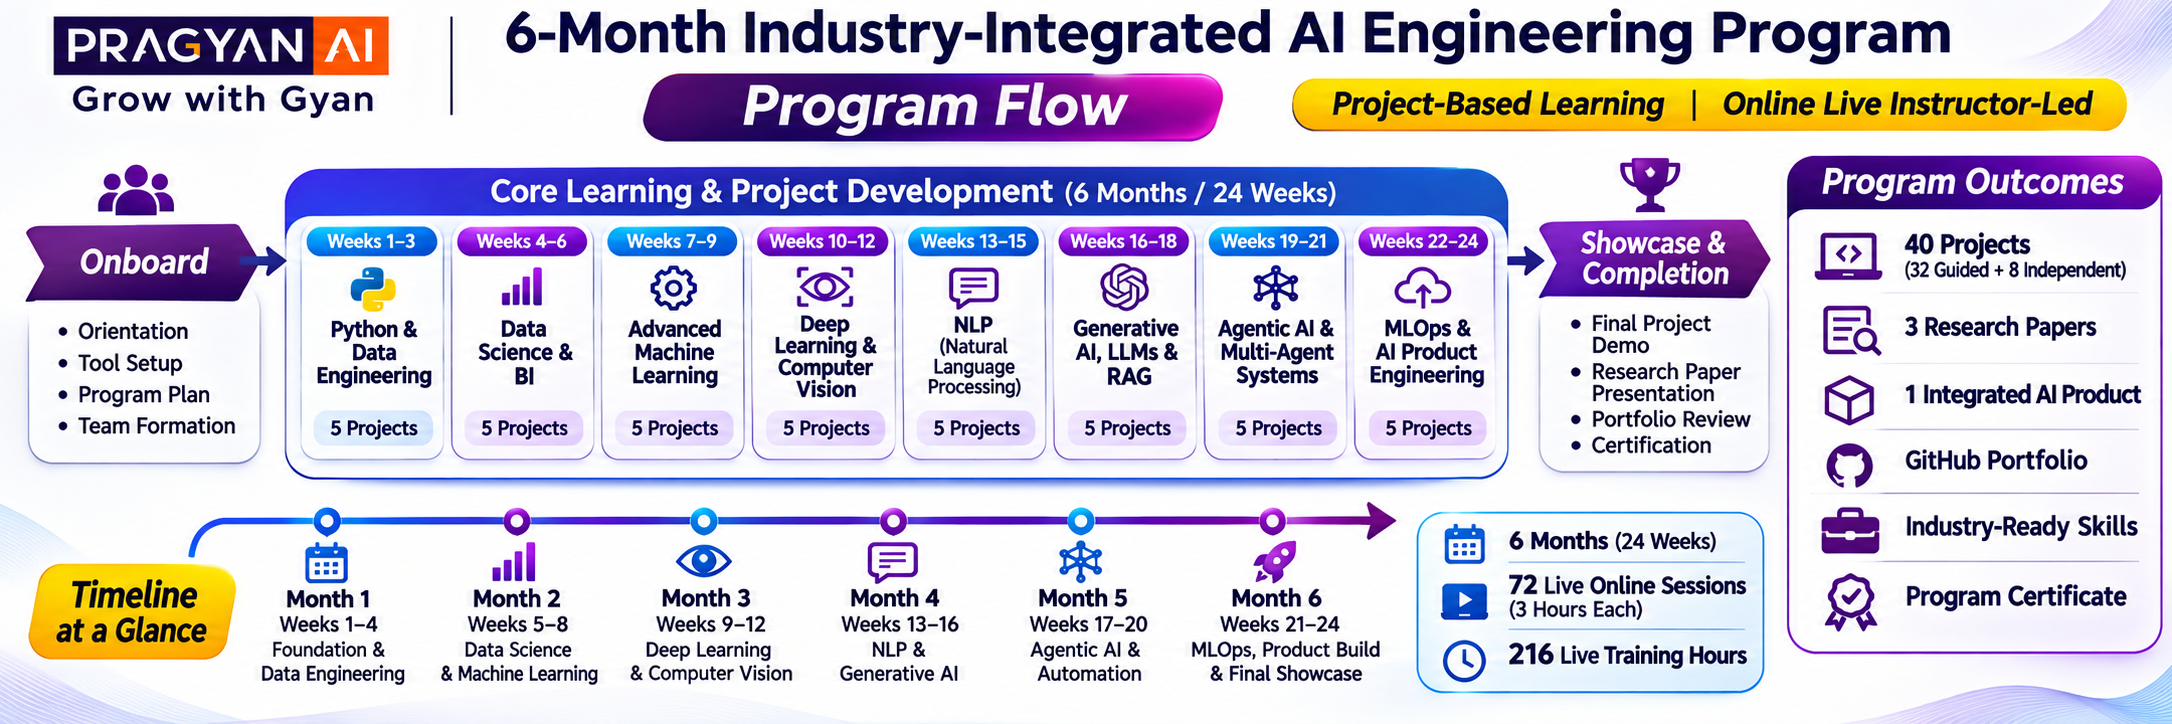 PRAGYAN AI
Grow with Gyan
6-Month Industry-Integrated AI Engineering Program
Program Flow
Project-Based Learning | Online Live Instructor-Led
Onboard
• Orientation
• Tool Setup
• Program Plan
• Team Formation
Core Learning & Project Development (6 Months / 24 Weeks)
Weeks 1–3
Python &
Data
Engineering
5 Projects
Weeks 4–6
Data
Science &
BI
5 Projects
Weeks 7–9
Advanced
Machine
Learning
5 Projects
Weeks 10–12
Deep
Learning &
Computer
Vision
5 Projects
Weeks 13–15
NLP
(Natural
Language
Processing)
5 Projects
Weeks 16–18
Generative
AI, LLMs &
RAG
5 Projects
Weeks 19–21
Agentic AI &
Multi-Agent
Systems
5 Projects
Weeks 22–24
MLOps &
AI Product
Engineering
5 Projects
Showcase &
Completion
• Final Project
Demo
• Research Paper
Presentation
• Portfolio Review
• Certification
Program Outcomes
40 Projects
(32 Guided + 8 Independent)
3 Research Papers
1 Integrated AI Product
GitHub Portfolio
Industry-Ready Skills
Program Certificate
Timeline
at a Glance
Month 1
Weeks 1–4
Foundation &
Data Engineering
Month 2
Weeks 5–8
Data Science
& Machine Learning
Month 3
Weeks 9–12
Deep Learning
& Computer Vision
Month 4
Weeks 13–16
NLP &
Generative AI
Month 5
Weeks 17–20
Agentic AI &
Automation
Month 6
Weeks 21–24
MLOps, Product Build
& Final Showcase
6 Months (24 Weeks)
72 Live Online Sessions
(3 Hours Each)
216 Live Training Hours